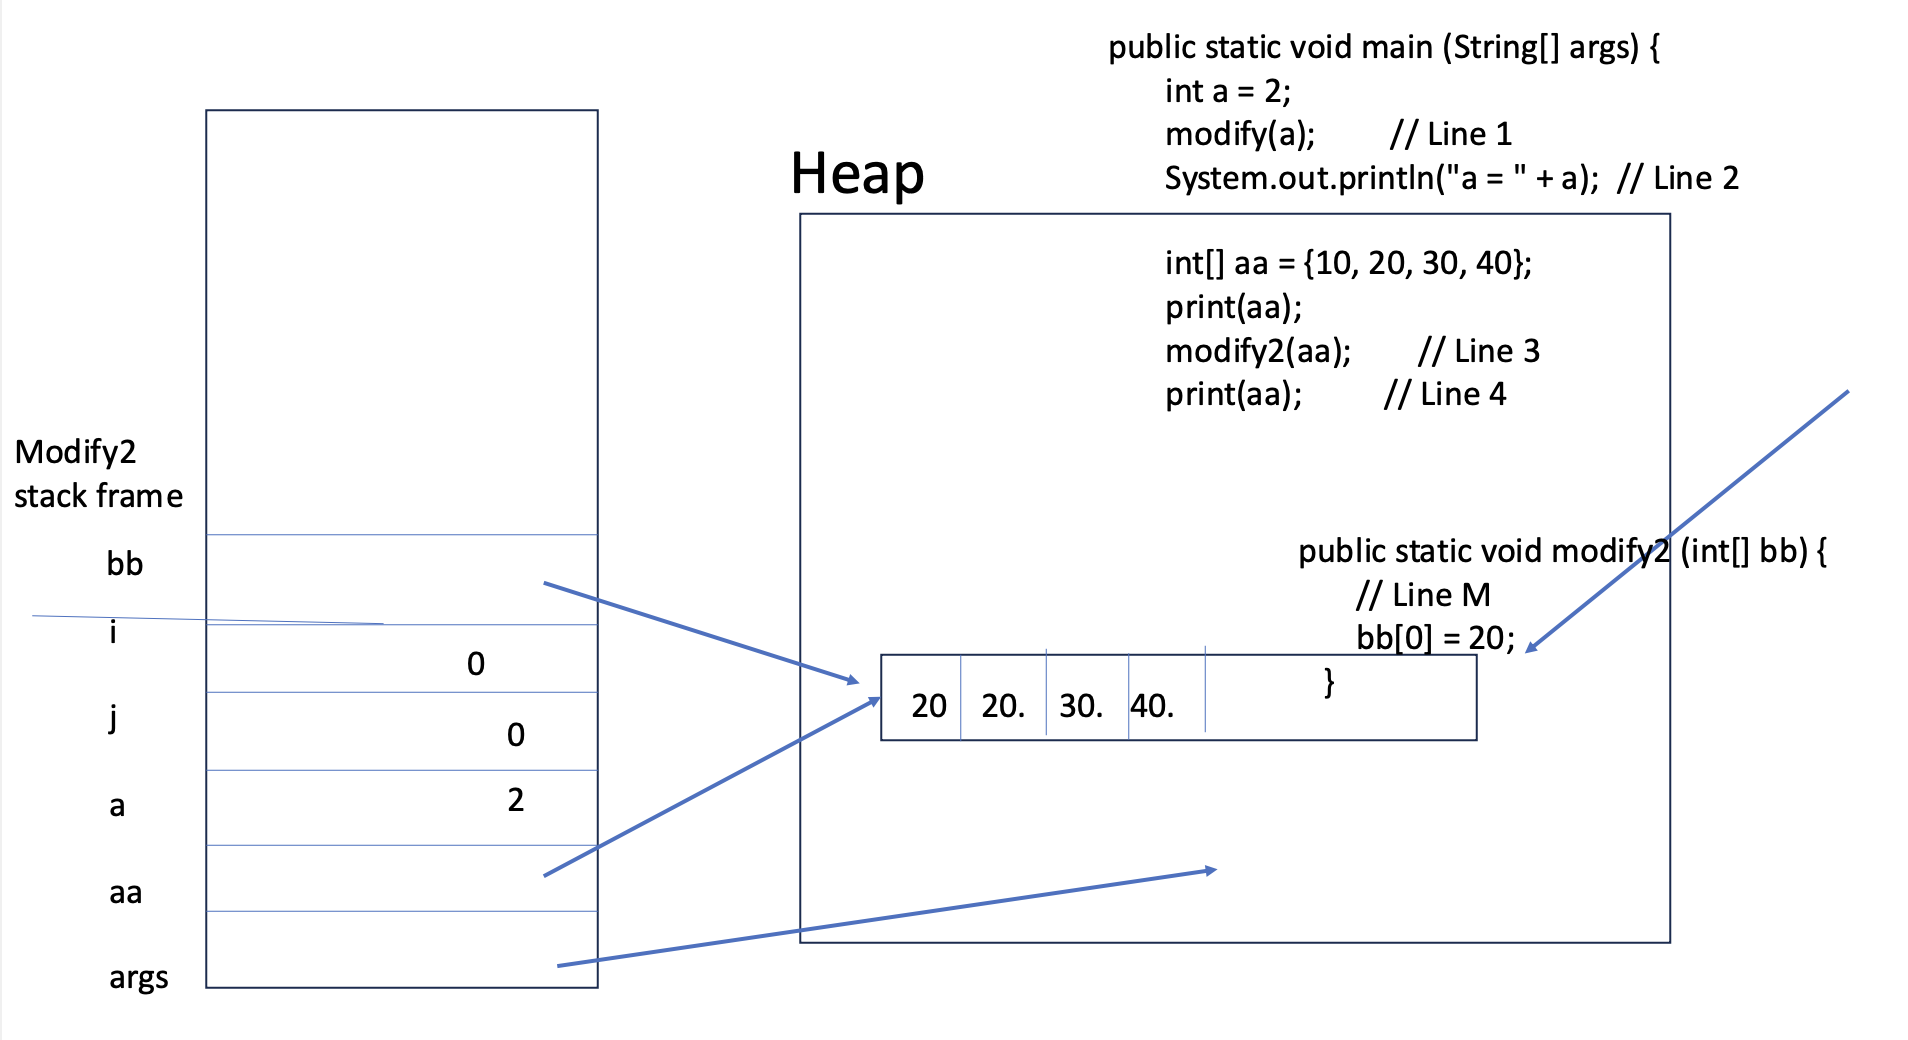 public static void main (String[] args) {
int a = 2;
modify(a); // Line 1
System.out.println("a = " + a); // Line 2
Heap
int[] aa = {10, 20, 30, 40};
print(aa);
modify2(aa); // Line 3
print(aa); // Line 4
Modify2
stack frame
bb
i
0
j
0
a
2
aa
args
public static void modify2 (int[] bb) {
// Line M
bb[0] = 20;
}
20 20. 30. 40.